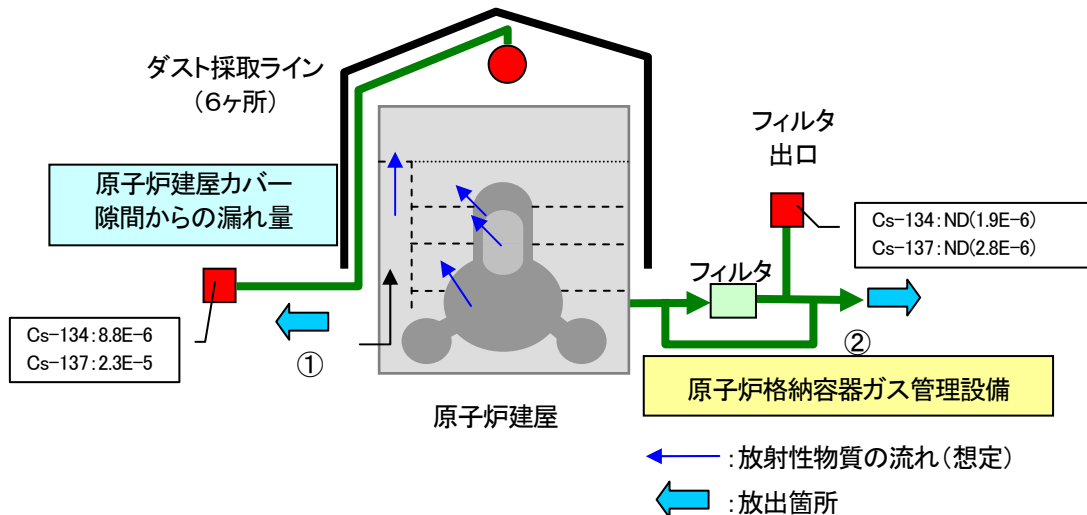 ダスト採取ライン
(6ヶ所)
フィルタ
出口
原子炉建屋カバー
隙間からの漏れ量
Cs-134:ND(1.9E-6)
Cs-137:ND(2.8E-6)
フィルタ
Cs-134:8.8E-6
Cs-137:2.3E-5
①
②
原子炉格納容器ガス管理設備
原子炉建屋
:放射性物質の流れ(想定)
:放出箇所